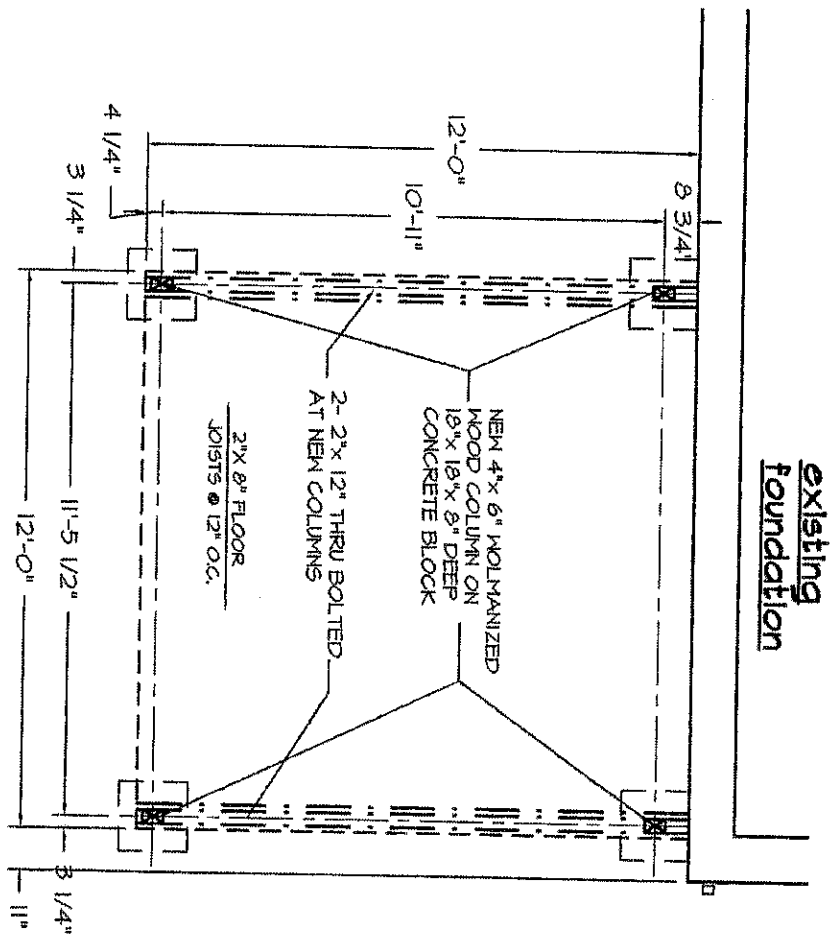 existing
foundation
8 3/4"
10'-11"
12'-0"
4 1/4"
3 1/4"
NEW 4"x 6" WOLMANIZED
WOOD COLUMN ON
18"x 18"x 8" DEEP
CONCRETE BLOCK
2- 2"x 12" THRU BOLTED
AT NEW COLUMNS
2"X 8" FLOOR
JOISTS @ 12" O.C.
11'-5 1/2"
12'-0"
3 1/4"
11"